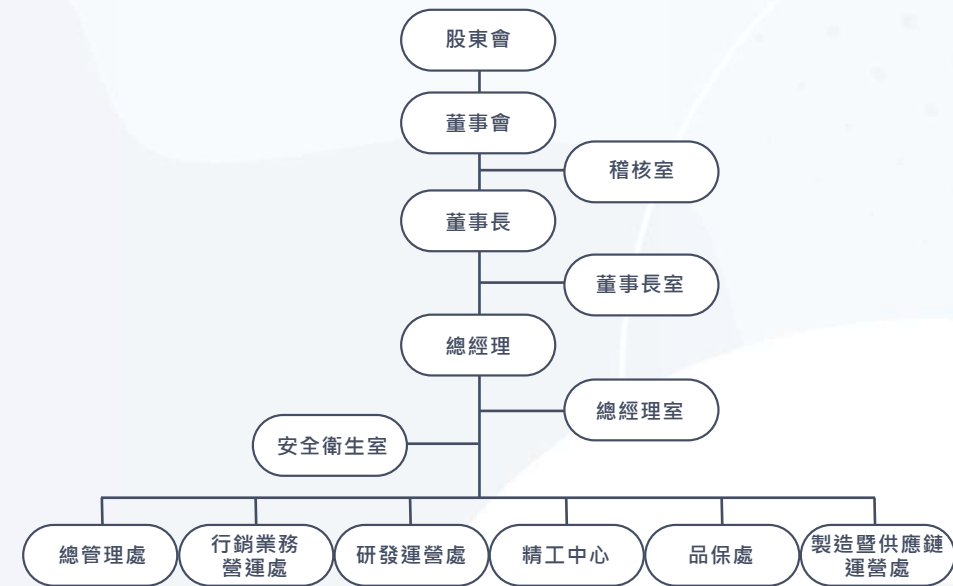 股東會
董事會
稽核室
董事長
董事長室
總經理
總經理室
安全衛生室
總管理處
行銷業務
營運處
研發運營處
精工中心
品保處
製造暨供應鏈
運營處